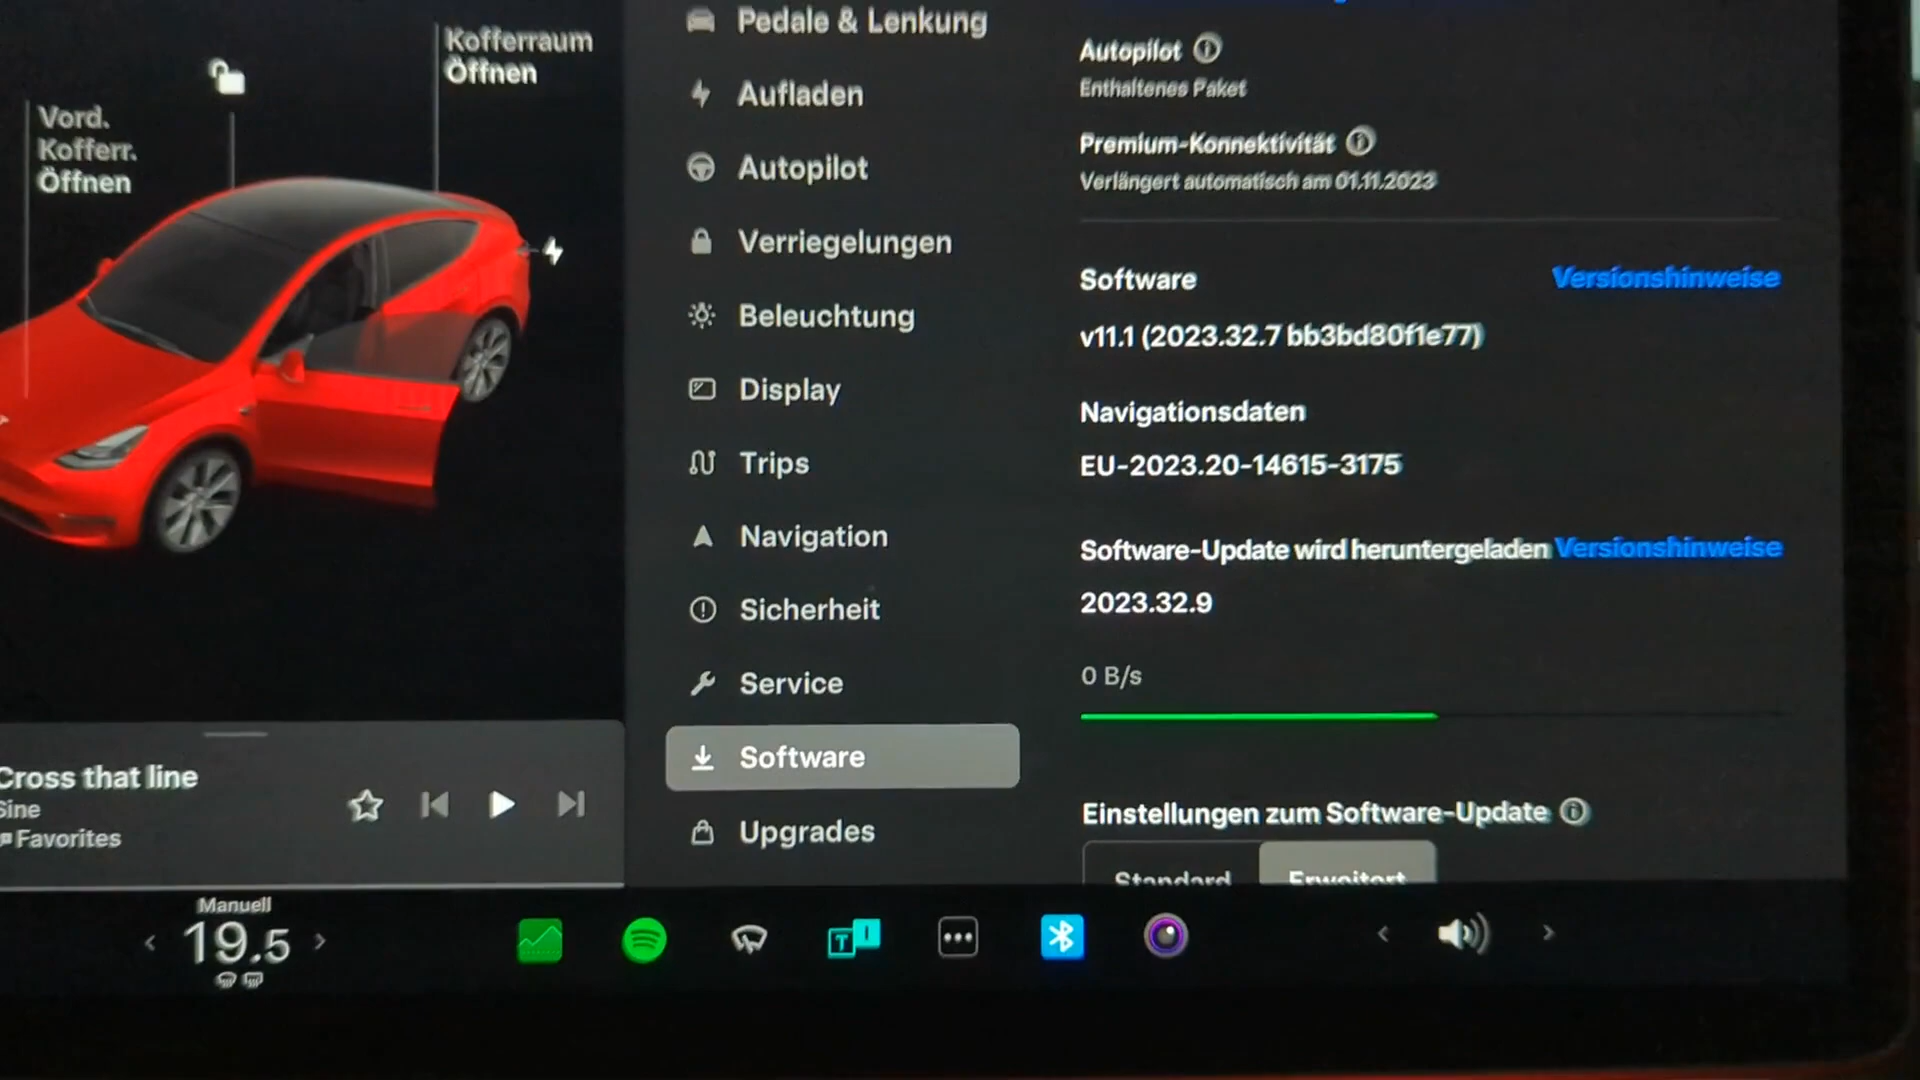 Kofferraum
Öffnen
Vord.
Kofferr.
Öffnen
Pedale & Lenkung
Aufladen
Autopilot
Verriegelungen
Beleuchtung
Display
Trips
Navigation
Sicherheit
Service
Software
Upgrades
Autopilot
Enthaltenes Paket
Premium-Konnektivität
Verlängert automatisch am 01.11.2023
Software Versionshinweise
v11.1 (2023.32.7 bb3bd80f1e77)
Navigationsdaten
EU-2023.20-14615-3175
Software-Update wird heruntergeladen Versionshinweise
2023.32.9
0 B/s
Einstellungen zum Software-Update
Standard Erweitert
Cross that line
Sine
Favorites
Manuell
19.5